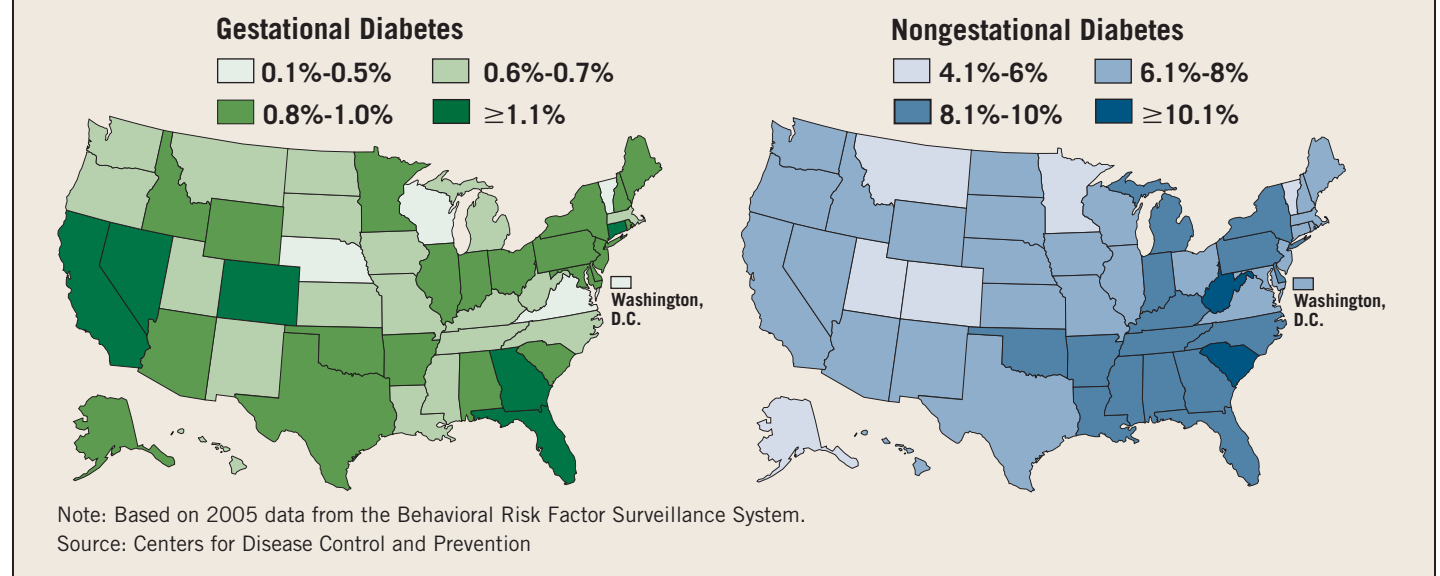 Gestational Diabetes
0.1%-0.5% 0.6%-0.7%
0.8%-1.0% ≥1.1%
Washington,
D.C.
Nongestational Diabetes
4.1%-6% 6.1%-8%
8.1%-10% ≥10.1%
Washington,
D.C.
Note: Based on 2005 data from the Behavioral Risk Factor Surveillance System.
Source: Centers for Disease Control and Prevention